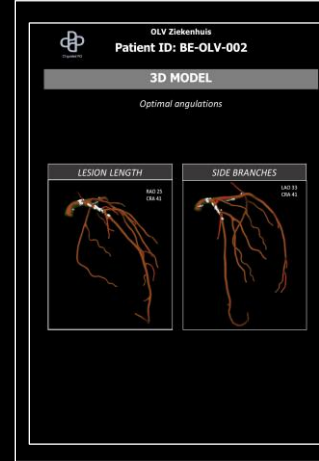 OLV Ziekenhuis
Patient ID: BE-OLV-002
3D MODEL
Optimal angulations
LESION LENGTH
RAO 25
CRA 41
SIDE BRANCHES
LAO 33
CRA 41